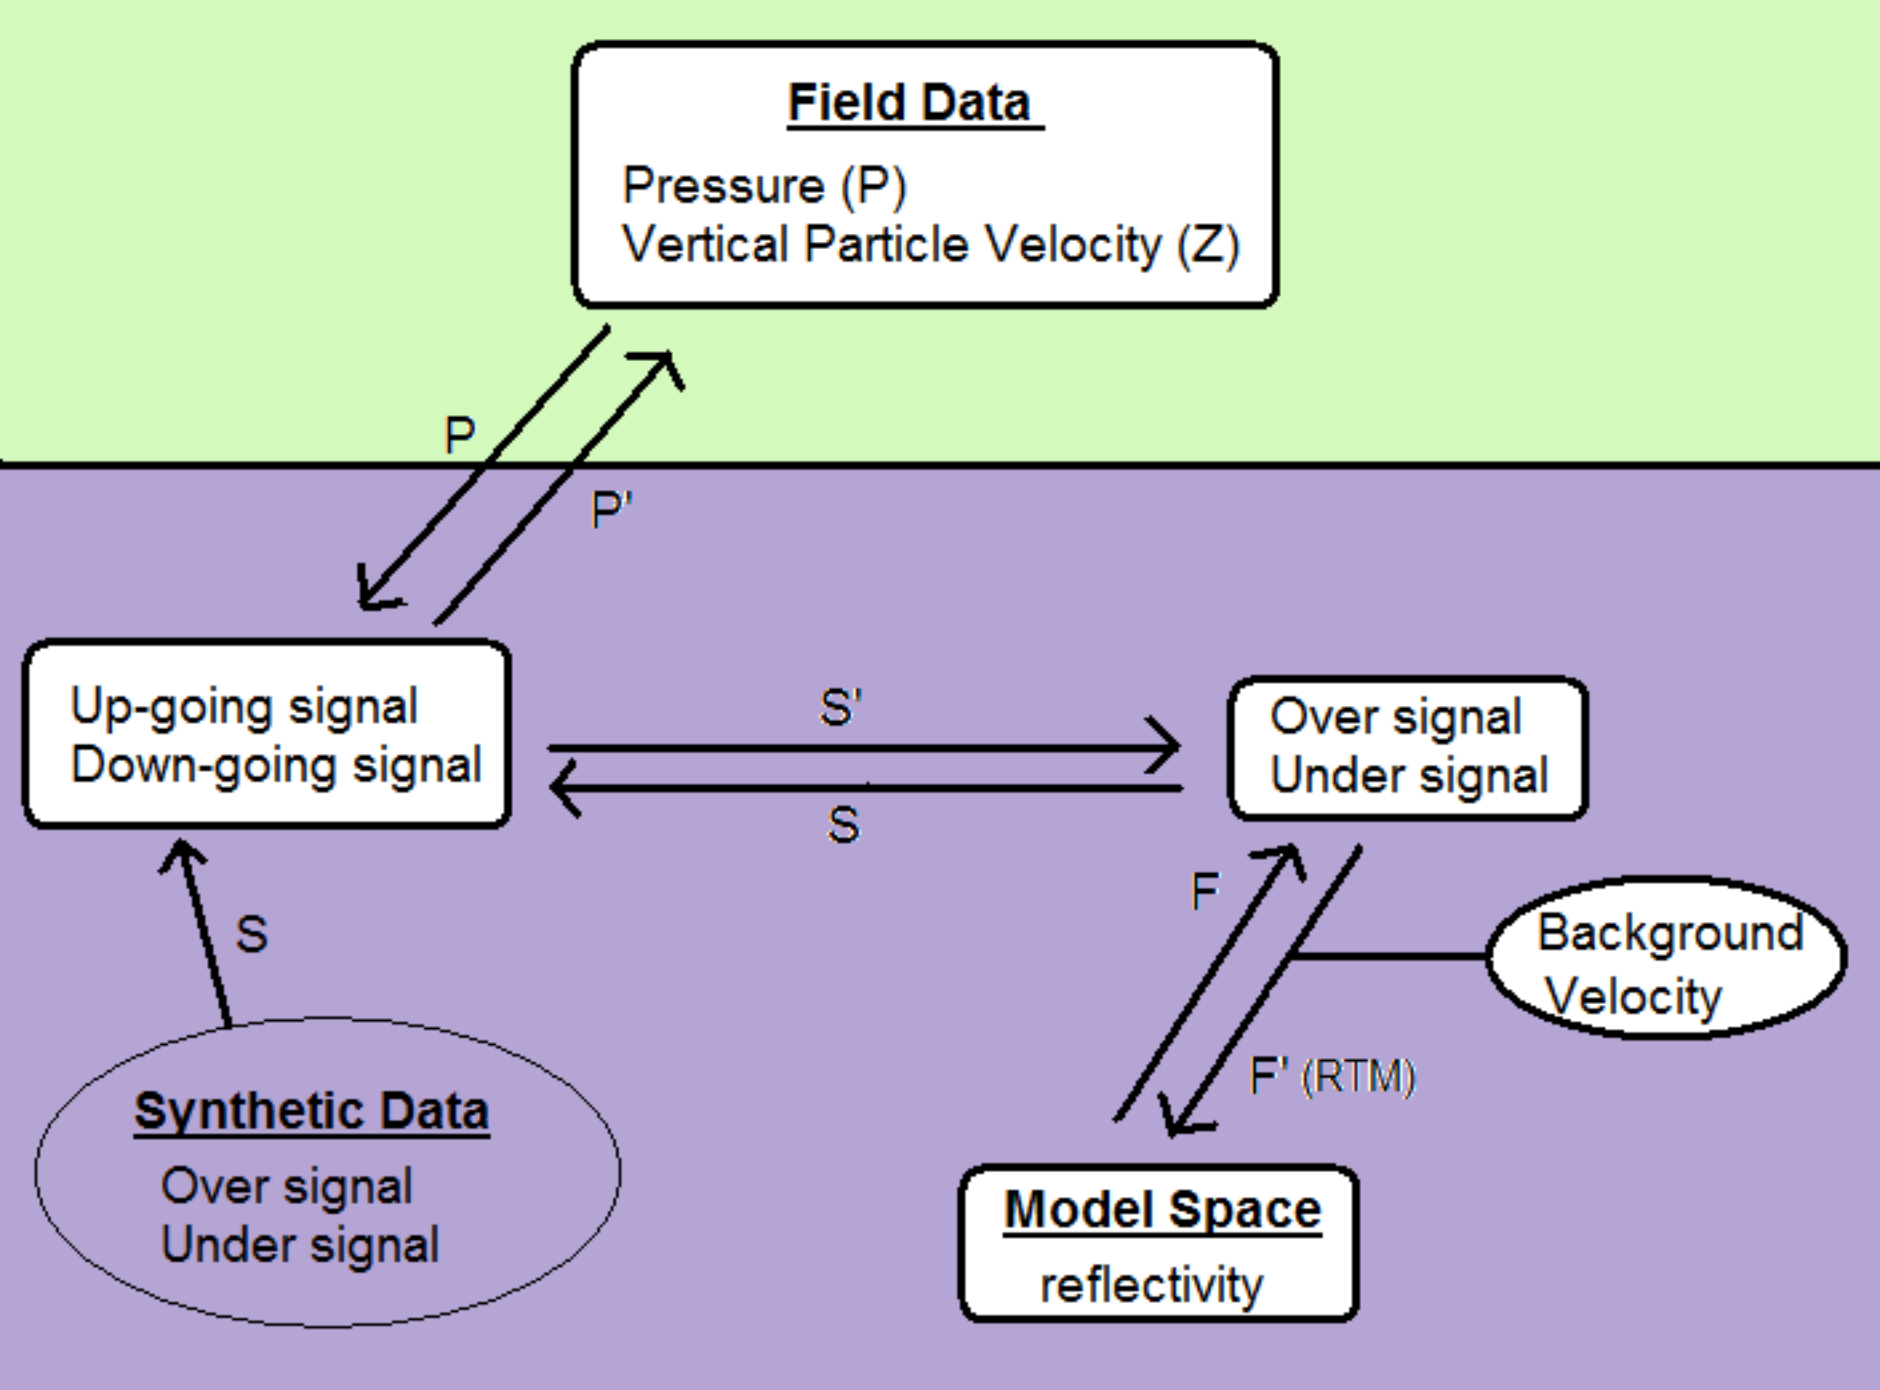 Field Data
Pressure (P)
Vertical Particle Velocity (Z)
P
P'
Up-going signal
Down-going signal
S'
S
Over signal
Under signal
F
Background
Velocity
F' (RTM)
S
Synthetic Data
Over signal
Under signal
Model Space
reflectivity